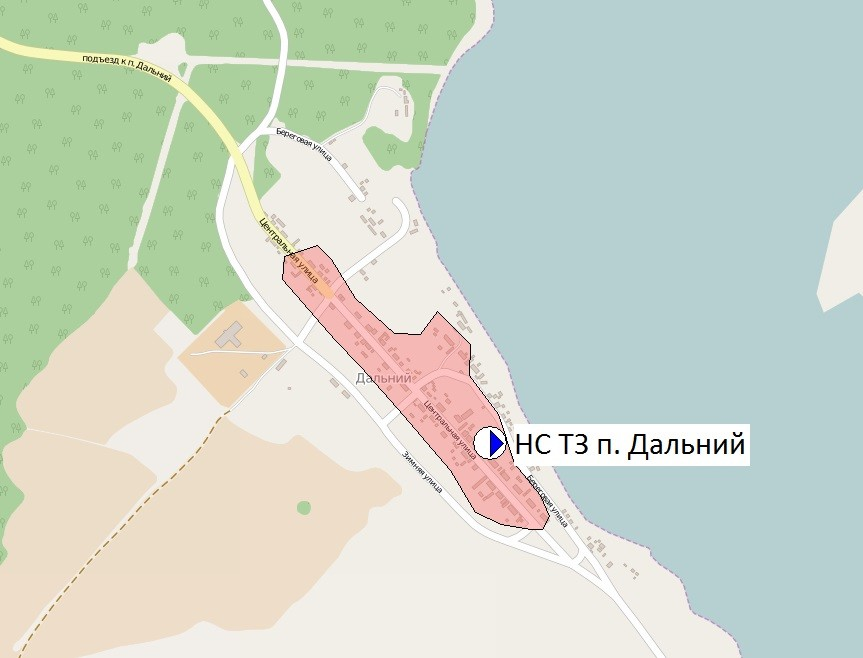 подъезд к п. Дальний
Береговая улица
Центральная улица
Дальний
Центральная улица
НС ТЗ п. Дальний
Зимняя улица
Береговая улица